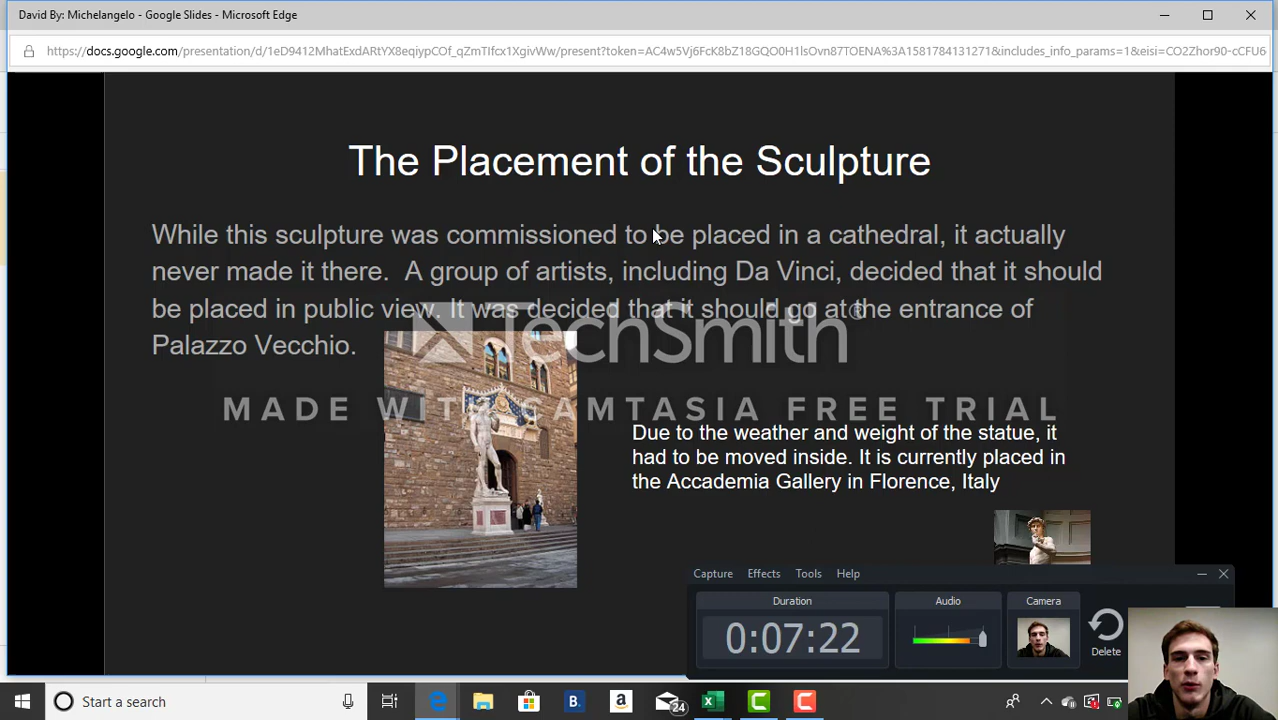 David By: Michelangelo - Google Slides - Microsoft Edge
https://docs.google.com/presentation/d/1eD9412MhatExdARtYX8eqiypCOf_qZmTIfcx1XgivWw/present?token=AC4w5Vj6FcK8bZ18GQO0H1lsOvn87TOENA%3A1581784131271&includes_info_params=1&eisi=CO2Zhor90-cCFU6
The Placement of the Sculpture
While this sculpture was commissioned to be placed in a cathedral, it actually
never made it there. A group of artists, including Da Vinci, decided that it should
be placed in public view. It was decided that it should go at the entrance of
Palazzo Vecchio.
TechSmith®
MADE WITH CAMTASIA FREE TRIAL
Due to the weather and weight of the statue, it
had to be moved inside. It is currently placed in
the Accademia Gallery in Florence, Italy
Capture Effects Tools Help
Duration Audio Camera
0:07:22
Delete
Start a search
B. a 24